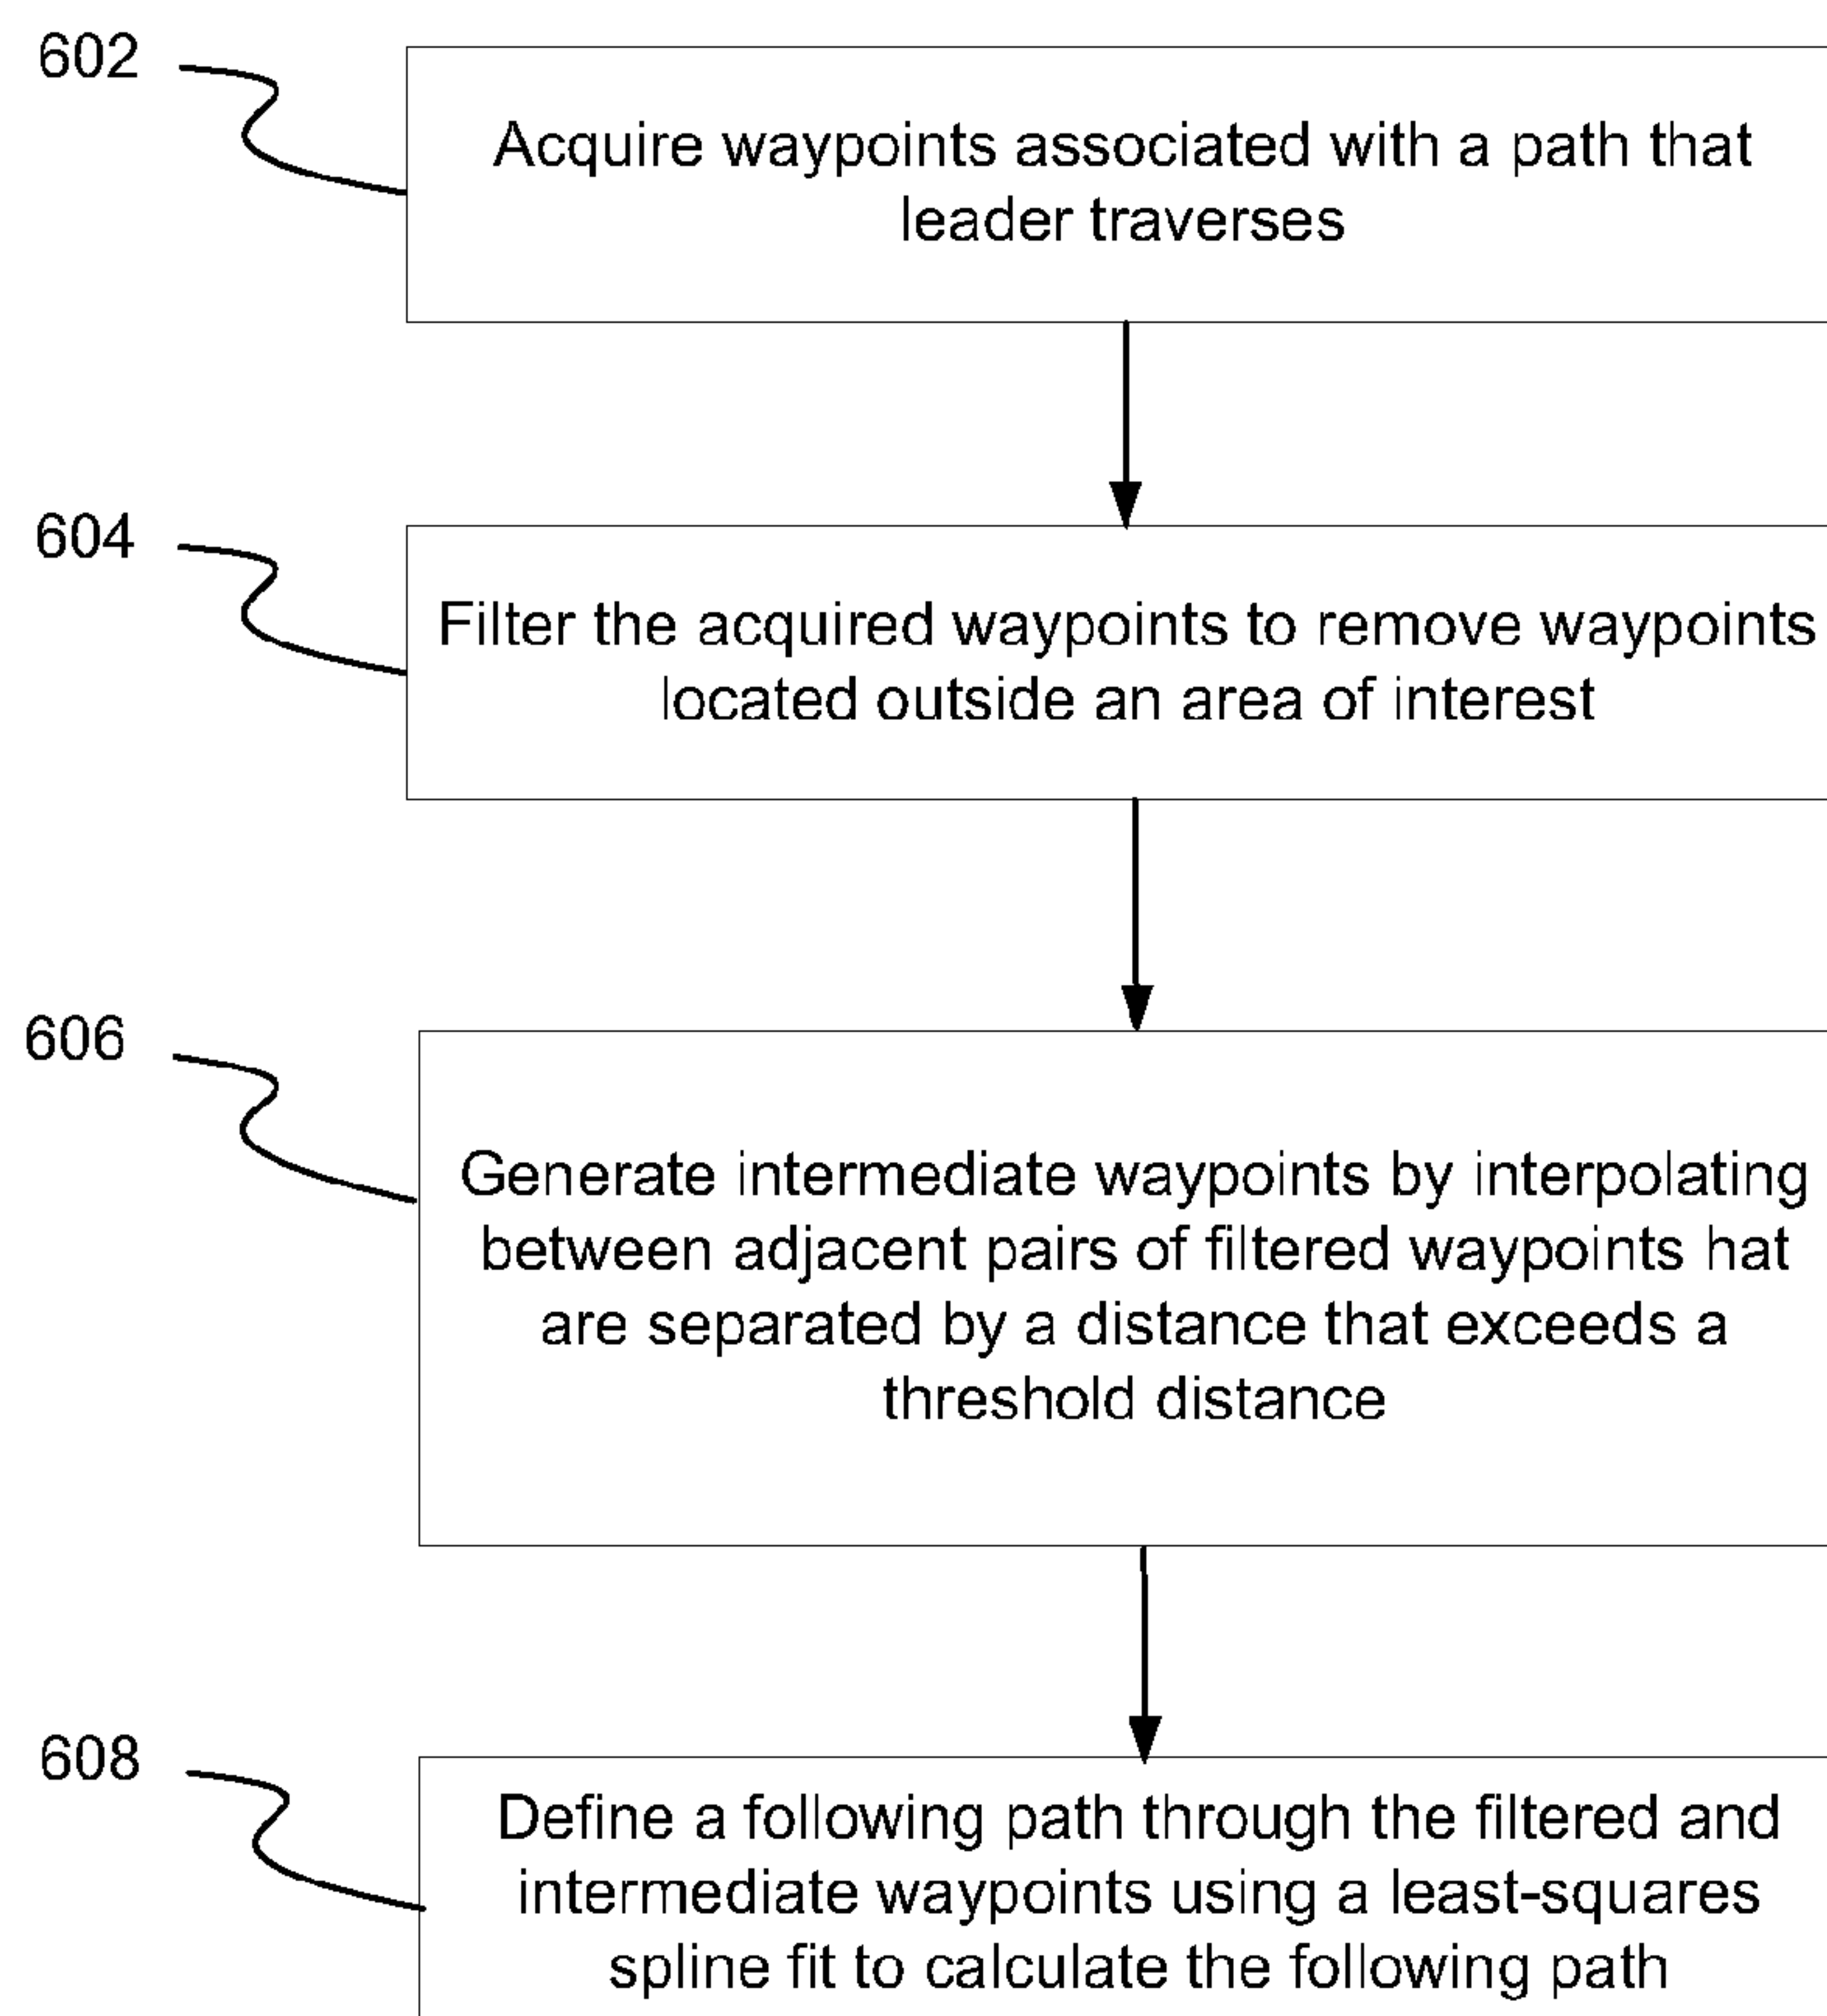 602
Acquire waypoints associated with a path that
leader traverses
604
Filter the acquired waypoints to remove waypoints
located outside an area of interest
606
Generate intermediate waypoints by interpolating
between adjacent pairs of filtered waypoints hat
are separated by a distance that exceeds a
threshold distance
608
Define a following path through the filtered and
intermediate waypoints using a least-squares
spline fit to calculate the following path